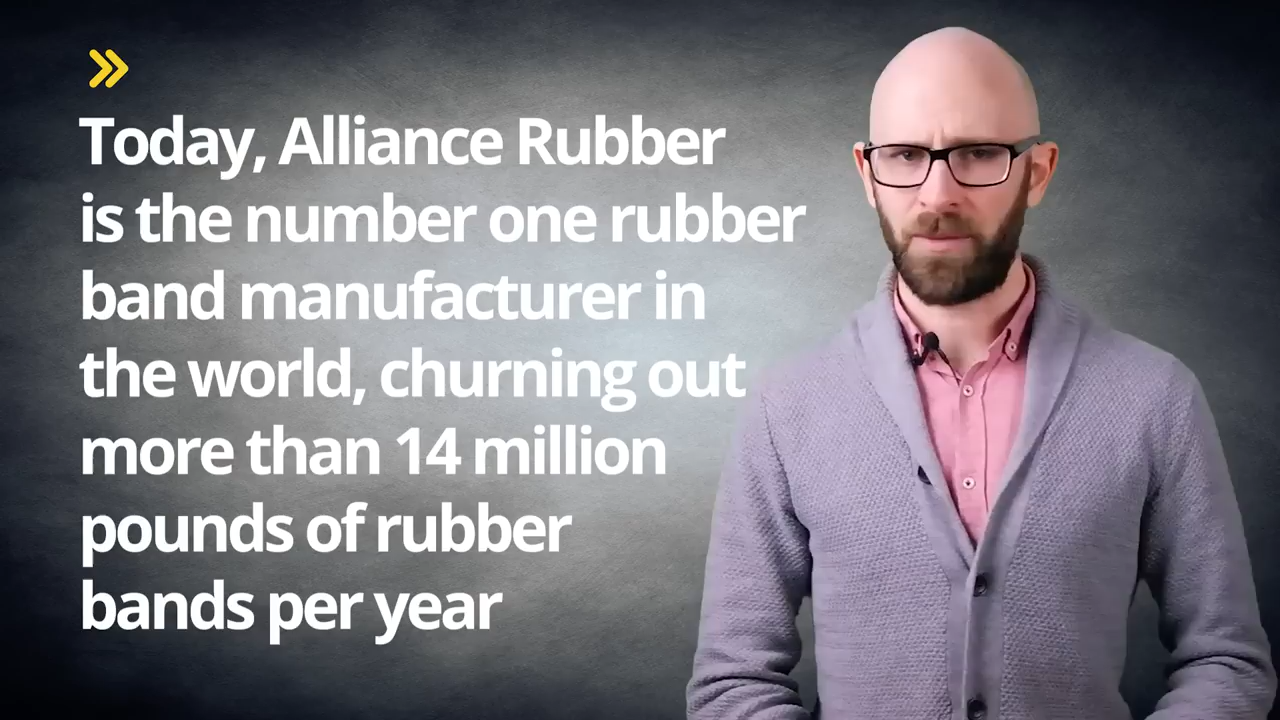 Today, Alliance Rubber
is the number one rubber
band manufacturer in
the world, churning out
more than 14 million
pounds of rubber
bands per year